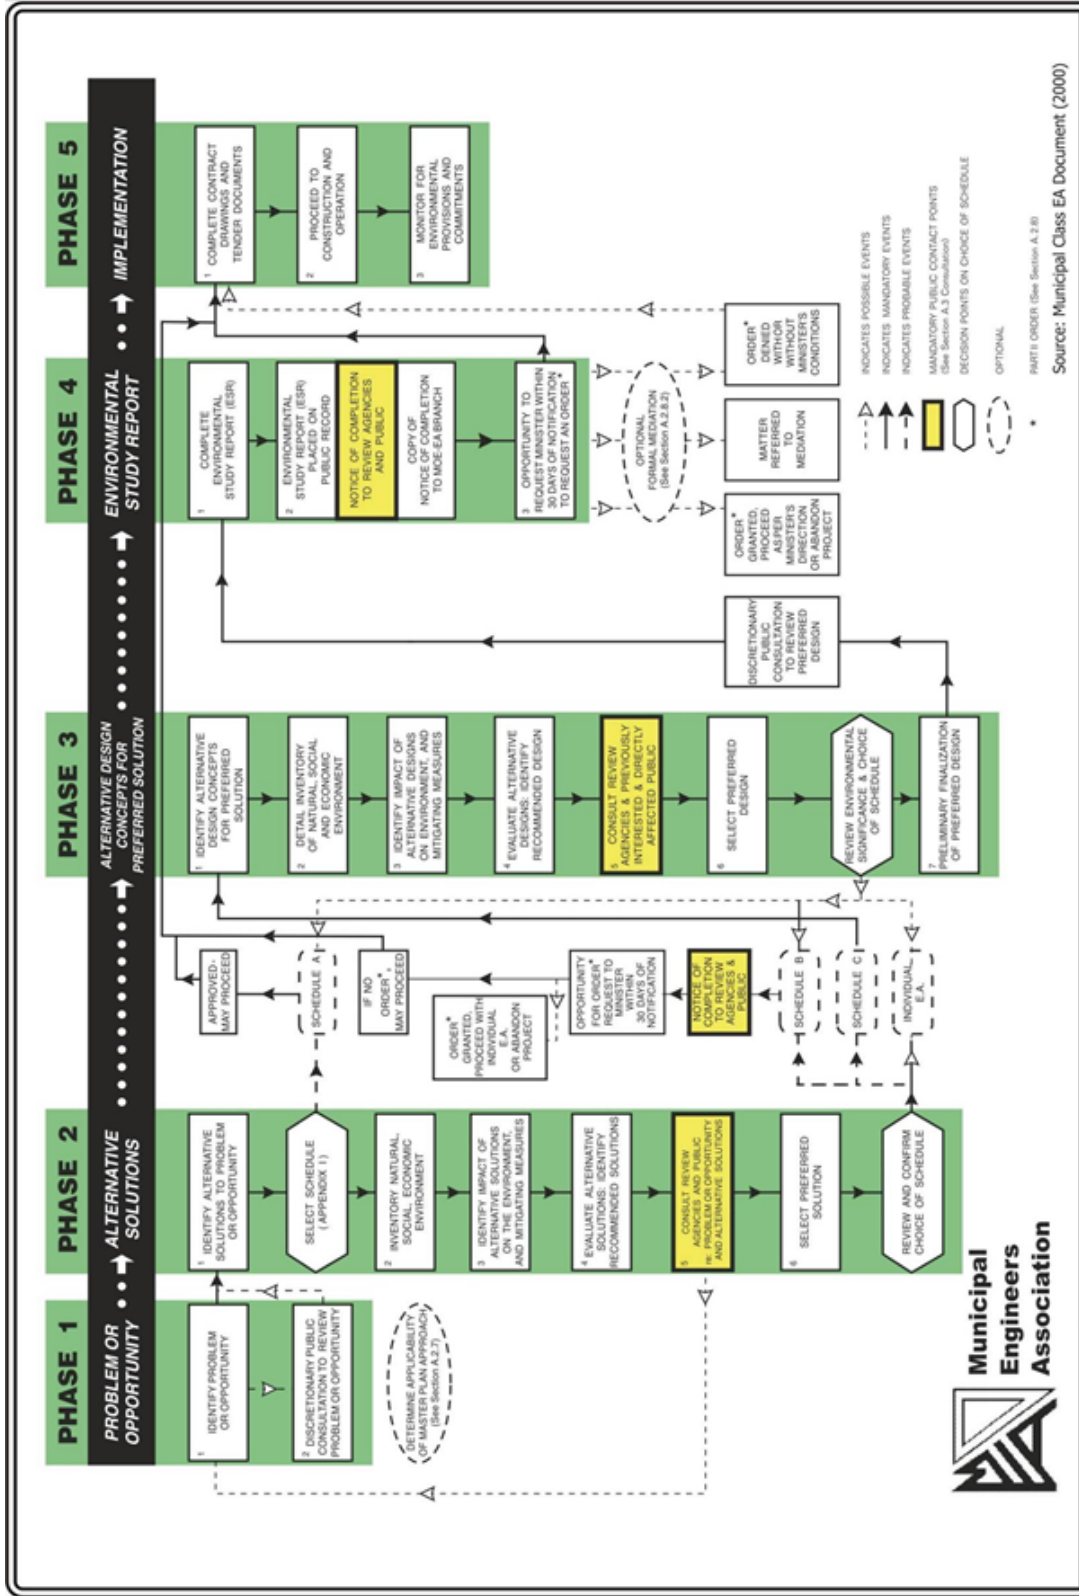 PHASE 1
PROBLEM OR
OPPORTUNITY
1 IDENTIFY PROBLEM
OR OPPORTUNITY
2 DISCRETIONARY PUBLIC
CONSULTATION TO REVIEW
PROBLEM OR OPPORTUNITY
DETERMINE APPLICABILITY
OF MASTER PLAN APPROACH
(See Section A.2.7)
PHASE 2
ALTERNATIVE
SOLUTIONS
1 IDENTIFY ALTERNATIVE
SOLUTIONS TO PROBLEM
OR OPPORTUNITY
SELECT SCHEDULE
( APPENDIX I )
2 INVENTORY NATURAL,
SOCIAL, ECONOMIC
ENVIRONMENT
3 IDENTIFY IMPACT OF
ALTERNATIVE SOLUTIONS
ON THE ENVIRONMENT,
AND MITIGATING MEASURES
4 EVALUATE ALTERNATIVE
SOLUTIONS: IDENTIFY
RECOMMENDED SOLUTIONS
5 CONSULT REVIEW
AGENCIES AND PUBLIC
re: PROBLEM OR OPPORTUNITY
AND ALTERNATIVE SOLUTIONS
6 SELECT PREFERRED
SOLUTION
REVIEW AND CONFIRM
CHOICE OF SCHEDULE
APPROVED-
MAY PROCEED
SCHEDULE A
IF NO
ORDER*,
MAY PROCEED
ORDER*
GRANTED,
PROCEED WITH
INDIVIDUAL
E.A.
OR ABANDON
PROJECT
OPPORTUNITY
FOR ORDER*
REQUEST TO
MINISTER
WITHIN
30 DAYS OF
NOTIFICATION
NOTICE OF
COMPLETION
TO REVIEW
AGENCIES &
PUBLIC
SCHEDULE B
SCHEDULE C
INDIVIDUAL
E.A.
PHASE 3
ALTERNATIVE DESIGN
CONCEPTS FOR
PREFERRED SOLUTION
1 IDENTIFY ALTERNATIVE
DESIGN CONCEPTS
FOR PREFERRED
SOLUTION
2 DETAIL INVENTORY
OF NATURAL, SOCIAL
AND ECONOMIC
ENVIRONMENT
3 IDENTIFY IMPACT OF
ALTERNATIVE DESIGNS
ON ENVIRONMENT, AND
MITIGATING MEASURES
4 EVALUATE ALTERNATIVE
DESIGNS: IDENTIFY
RECOMMENDED DESIGN
5 CONSULT REVIEW
AGENCIES & PREVIOUSLY
INTERESTED & DIRECTLY
AFFECTED PUBLIC
6 SELECT PREFERRED
DESIGN
REVIEW ENVIRONMENTAL
SIGNIFICANCE & CHOICE
OF SCHEDULE
7 PRELIMINARY FINALIZATION
OF PREFERRED DESIGN
DISCRETIONARY
PUBLIC
CONSULTATION
TO REVIEW
PREFERRED
DESIGN
PHASE 4
ENVIRONMENTAL
STUDY REPORT
1 COMPLETE
ENVIRONMENTAL
STUDY REPORT (ESR)
2 ENVIRONMENTAL
STUDY REPORT (ESR)
PLACED ON
PUBLIC RECORD
NOTICE OF COMPLETION
TO REVIEW AGENCIES
AND PUBLIC
COPY OF
NOTICE OF COMPLETION
TO MOE-EA BRANCH
3 OPPORTUNITY TO
REQUEST MINISTER WITHIN
30 DAYS OF NOTIFICATION
TO REQUEST AN ORDER*
OPTIONAL
FORMAL MEDIATION
(See Section A.2.8.2)
ORDER*
GRANTED, PROCEED
AS PER
MINISTER'S
DIRECTION
OR ABANDON
PROJECT
MATTER
REFERRED
TO
MEDIATION
ORDER*
DENIED
WITH OR
WITHOUT
MINISTER'S
CONDITIONS
PHASE 5
IMPLEMENTATION
1 COMPLETE CONTRACT
DRAWINGS AND
TENDER DOCUMENTS
2 PROCEED TO
CONSTRUCTION AND
OPERATION
3 MONITOR FOR
ENVIRONMENTAL
PROVISIONS AND
COMMITMENTS
INDICATES POSSIBLE EVENTS
INDICATES MANDATORY EVENTS
INDICATES PROBABLE EVENTS
MANDATORY PUBLIC CONTACT POINTS
(See Section A.3 Consultation)
DECISION POINTS ON CHOICE OF SCHEDULE
OPTIONAL
* PART II ORDER (See Section A.2.8)
Municipal
Engineers
Association
Source: Municipal Class EA Document (2000)